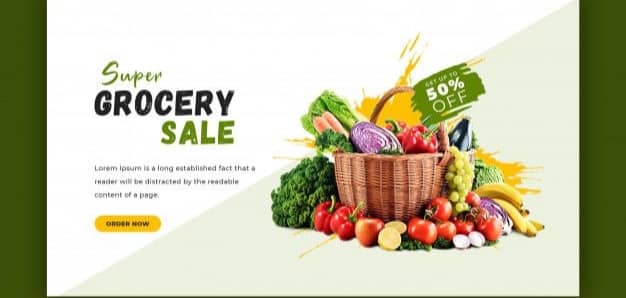 Super
GROCERY
SALE
Lorem Ipsum is a long established fact that a
reader will be distracted by the readable
content of a page.
ORDER NOW
GET UP TO
50%
OFF